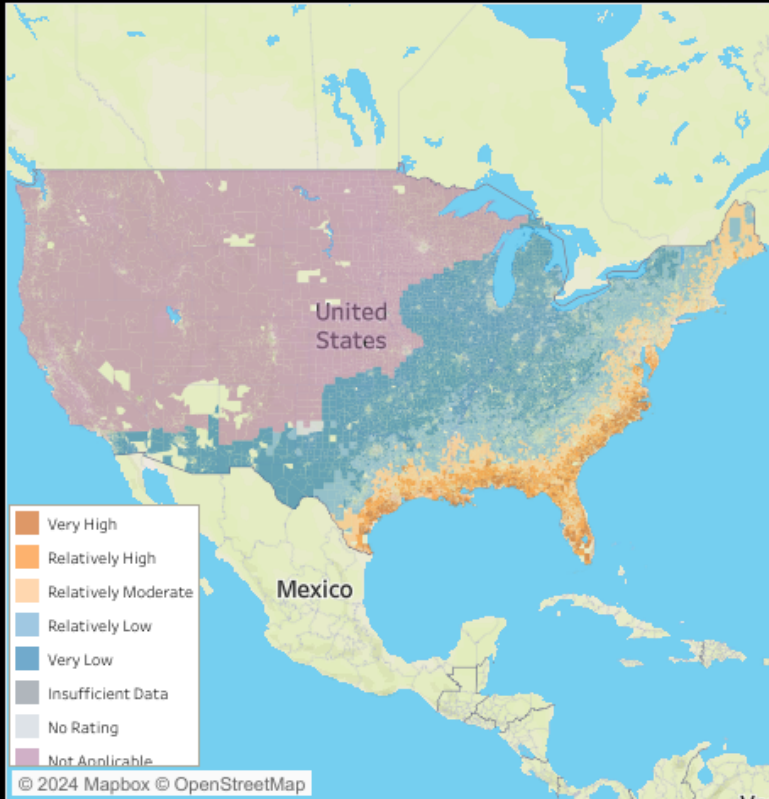 United
States
Mexico
Very High
Relatively High
Relatively Moderate
Relatively Low
Very Low
Insufficient Data
No Rating
Not Applicable
© 2024 Mapbox © OpenStreetMap